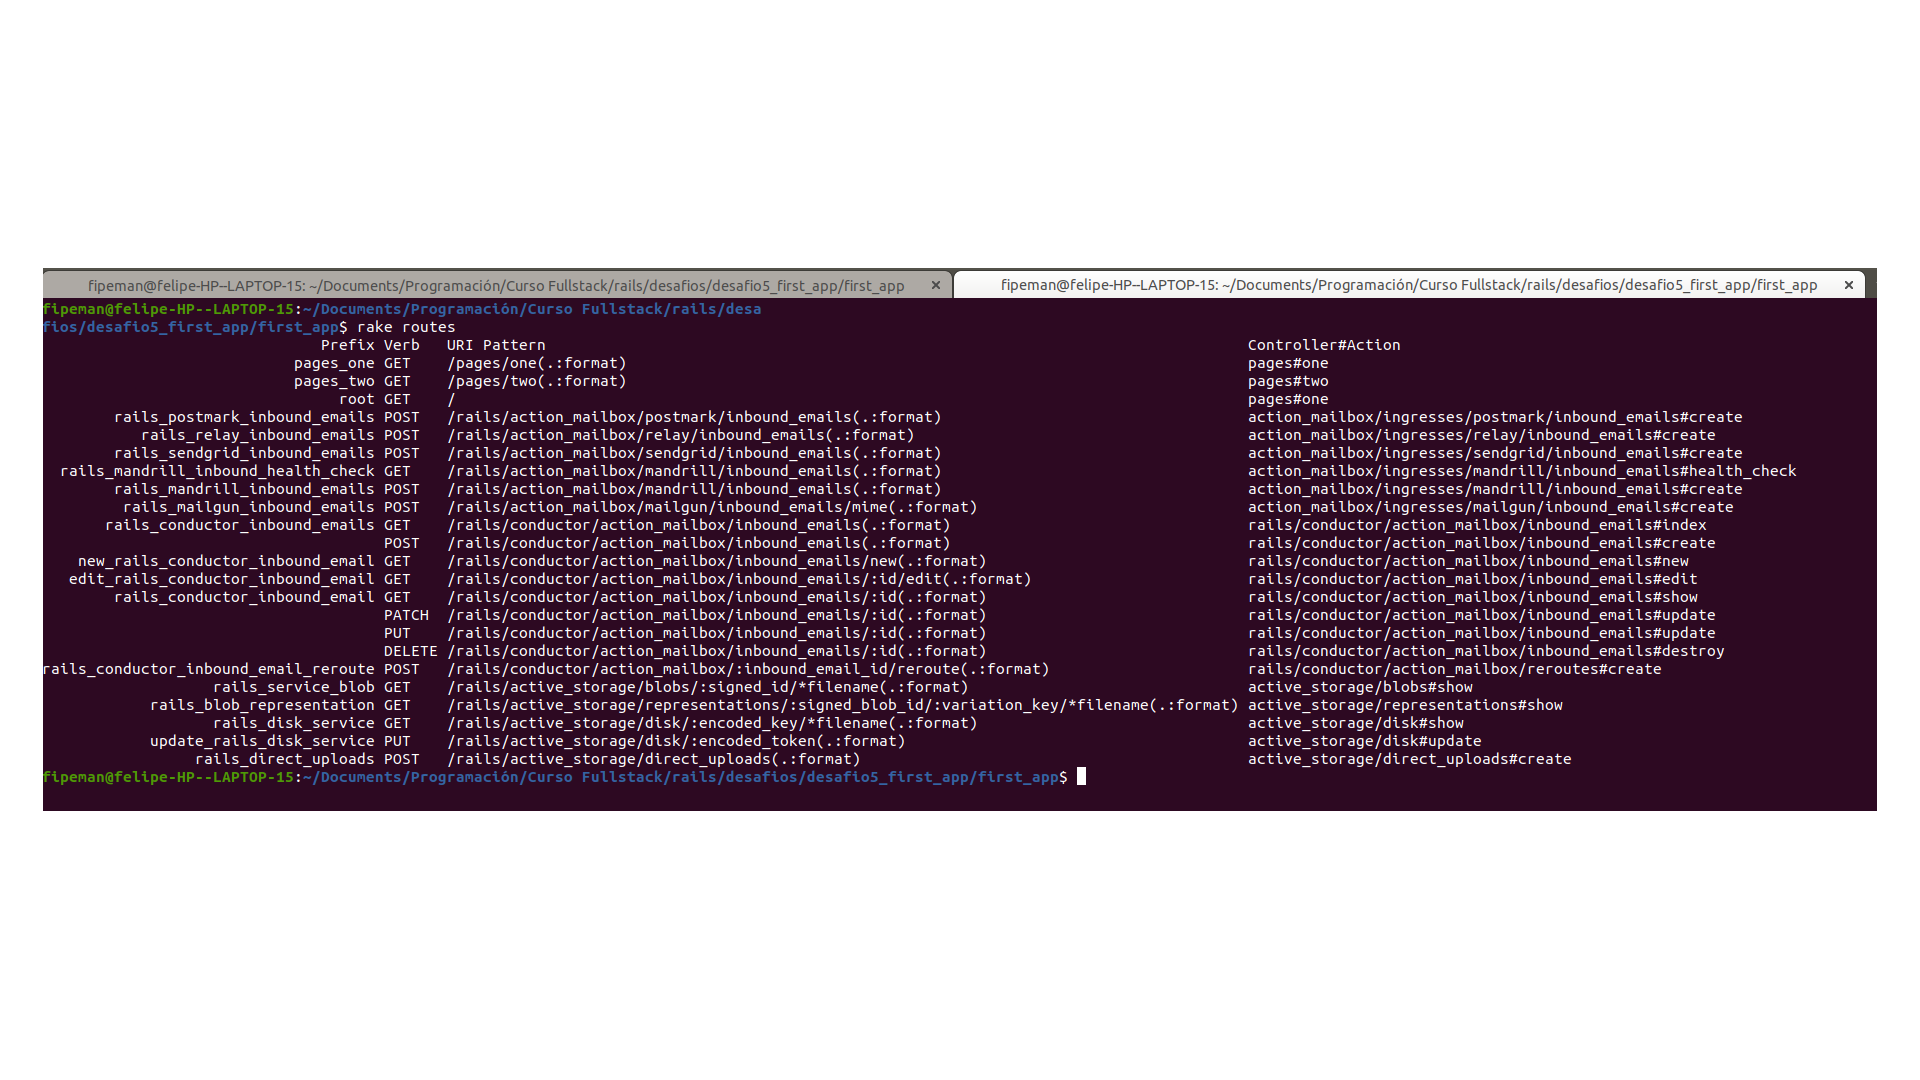 fipeman@felipe-HP--LAPTOP-15: ~/Documents/Programación/Curso Fullstack/rails/desafios/desafio5_first_app/first_app × fipeman@felipe-HP--LAPTOP-15: ~/Documents/Programación/Curso Fullstack/rails/desafios/desafio5_first_app/first_app ×
fipeman@felipe-HP--LAPTOP-15:~/Documents/Programación/Curso Fullstack/rails/desa
fios/desafio5_first_app/first_app$ rake routes
Prefix Verb URI Pattern Controller#Action
pages_one GET /pages/one(.:format) pages#one
pages_two GET /pages/two(.:format) pages#two
root GET / pages#one
rails_postmark_inbound_emails POST /rails/action_mailbox/postmark/inbound_emails(.:format) action_mailbox/ingresses/postmark/inbound_emails#create
rails_relay_inbound_emails POST /rails/action_mailbox/relay/inbound_emails(.:format) action_mailbox/ingresses/relay/inbound_emails#create
rails_sendgrid_inbound_emails POST /rails/action_mailbox/sendgrid/inbound_emails(.:format) action_mailbox/ingresses/sendgrid/inbound_emails#create
rails_mandrill_inbound_health_check GET /rails/action_mailbox/mandrill/inbound_emails(.:format) action_mailbox/ingresses/mandrill/inbound_emails#health_check
rails_mandrill_inbound_emails POST /rails/action_mailbox/mandrill/inbound_emails(.:format) action_mailbox/ingresses/mandrill/inbound_emails#create
rails_mailgun_inbound_emails POST /rails/action_mailbox/mailgun/inbound_emails/mime(.:format) action_mailbox/ingresses/mailgun/inbound_emails#create
rails_conductor_inbound_emails GET /rails/conductor/action_mailbox/inbound_emails(.:format) rails/conductor/action_mailbox/inbound_emails#index
POST /rails/conductor/action_mailbox/inbound_emails(.:format) rails/conductor/action_mailbox/inbound_emails#create
new_rails_conductor_inbound_email GET /rails/conductor/action_mailbox/inbound_emails/new(.:format) rails/conductor/action_mailbox/inbound_emails#new
edit_rails_conductor_inbound_email GET /rails/conductor/action_mailbox/inbound_emails/:id/edit(.:format) rails/conductor/action_mailbox/inbound_emails#edit
rails_conductor_inbound_email GET /rails/conductor/action_mailbox/inbound_emails/:id(.:format) rails/conductor/action_mailbox/inbound_emails#show
PATCH /rails/conductor/action_mailbox/inbound_emails/:id(.:format) rails/conductor/action_mailbox/inbound_emails#update
PUT /rails/conductor/action_mailbox/inbound_emails/:id(.:format) rails/conductor/action_mailbox/inbound_emails#update
DELETE /rails/conductor/action_mailbox/inbound_emails/:id(.:format) rails/conductor/action_mailbox/inbound_emails#destroy
rails_conductor_inbound_email_reroute POST /rails/conductor/action_mailbox/:inbound_email_id/reroute(.:format) rails/conductor/action_mailbox/reroutes#create
rails_service_blob GET /rails/active_storage/blobs/:signed_id/*filename(.:format) active_storage/blobs#show
rails_blob_representation GET /rails/active_storage/representations/:signed_blob_id/:variation_key/*filename(.:format) active_storage/representations#show
rails_disk_service GET /rails/active_storage/disk/:encoded_key/*filename(.:format) active_storage/disk#show
update_rails_disk_service PUT /rails/active_storage/disk/:encoded_token(.:format) active_storage/disk#update
rails_direct_uploads POST /rails/active_storage/direct_uploads(.:format) active_storage/direct_uploads#create
fipeman@felipe-HP--LAPTOP-15:~/Documents/Programación/Curso Fullstack/rails/desafios/desafio5_first_app/first_app$